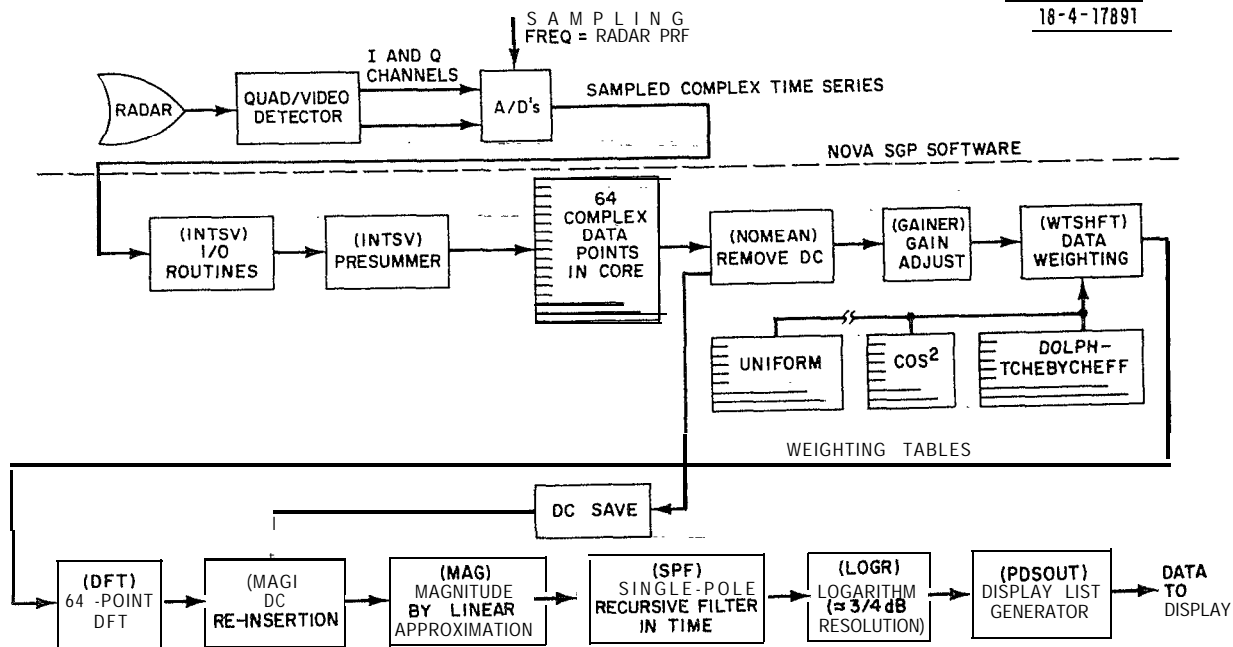 18-4-17891
SAMPLING
FREQ = RADAR PRF
I AND Q
CHANNELS
RADAR
QUAD/VIDEO
DETECTOR
A/D's
SAMPLED COMPLEX TIME SERIES
NOVA SGP SOFTWARE
(INTSV)
I/O
ROUTINES
(INTSV)
PRESUMMER
64
COMPLEX
DATA
POINTS
IN CORE
(NOMEAN)
REMOVE DC
(GAINER)
GAIN
ADJUST
(WTSHFT)
DATA
WEIGHTING
UNIFORM
COS²
DOLPH-
TCHEBYCHEFF
WEIGHTING TABLES
DC SAVE
(DFT)
64 -POINT
DFT
(MAGI
DC
RE-INSERTION
(MAG)
MAGNITUDE
BY LINEAR
APPROXIMATION
(SPF)
SINGLE-POLE
RECURSIVE FILTER
IN TIME
(LOGR)
LOGARITHM
(≈ 3/4 dB
RESOLUTION)
(PDSOUT)
DISPLAY LIST
GENERATOR
DATA
TO
DISPLAY